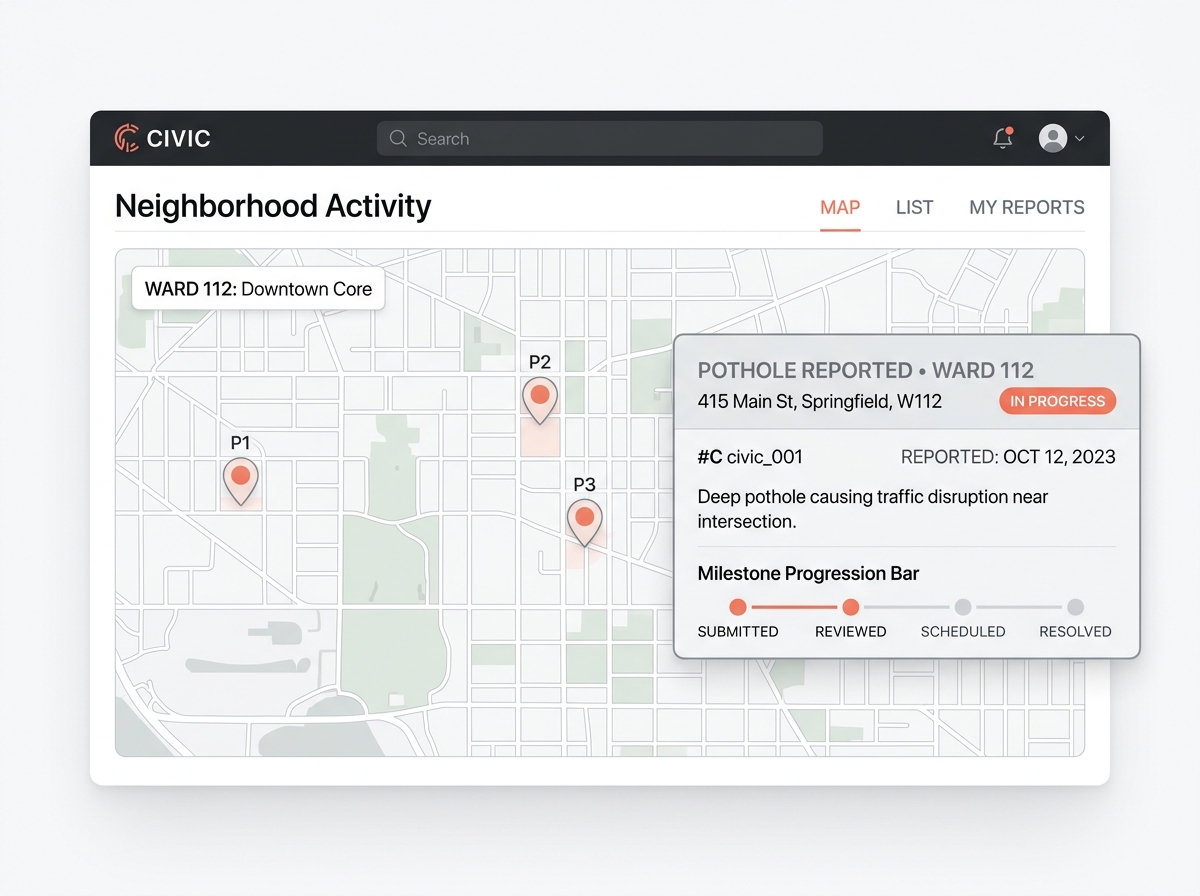 CIVIC
Search
Neighborhood Activity
MAP
LIST
MY REPORTS
WARD 112: Downtown Core
P1
P2
P3
POTHOLE REPORTED • WARD 112
415 Main St, Springfield, W112
IN PROGRESS
#C civic_001
REPORTED: OCT 12, 2023
Deep pothole causing traffic disruption near
intersection.
Milestone Progression Bar
SUBMITTED
REVIEWED
SCHEDULED
RESOLVED